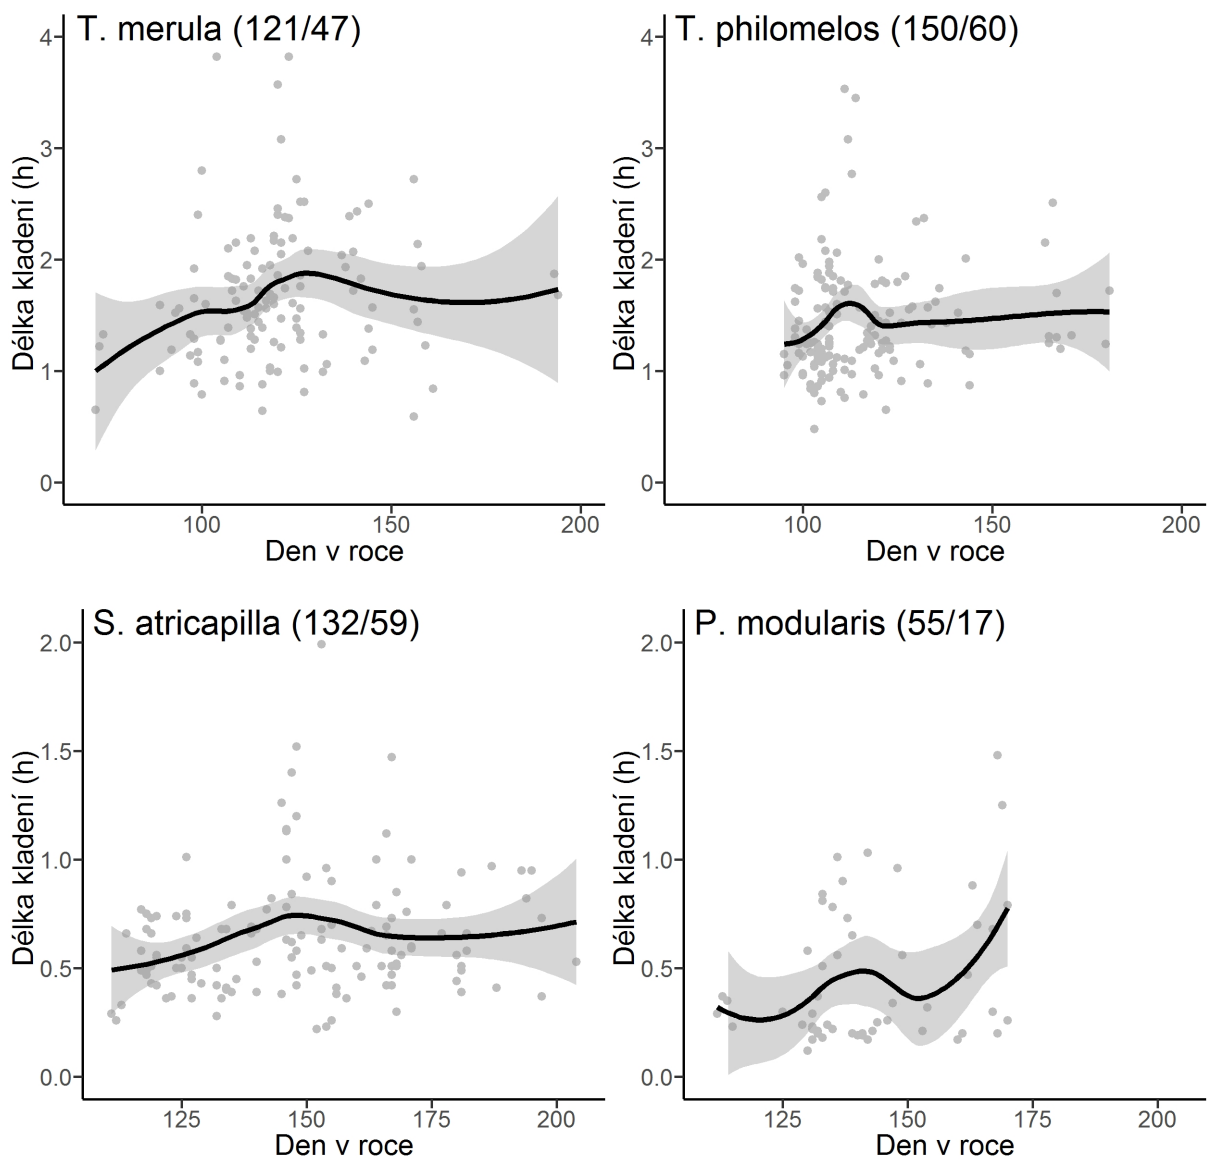 T. merula (121/47)
4
3
2
1
0
Délka kladení (h)
100
150
200
Den v roce
T. philomelos (150/60)
4
3
2
1
0
Délka kladení (h)
100
150
200
Den v roce
S. atricapilla (132/59)
2.0
1.5
1.0
0.5
0.0
Délka kladení (h)
125
150
175
200
Den v roce
P. modularis (55/17)
2.0
1.5
1.0
0.5
0.0
Délka kladení (h)
125
150
175
200
Den v roce